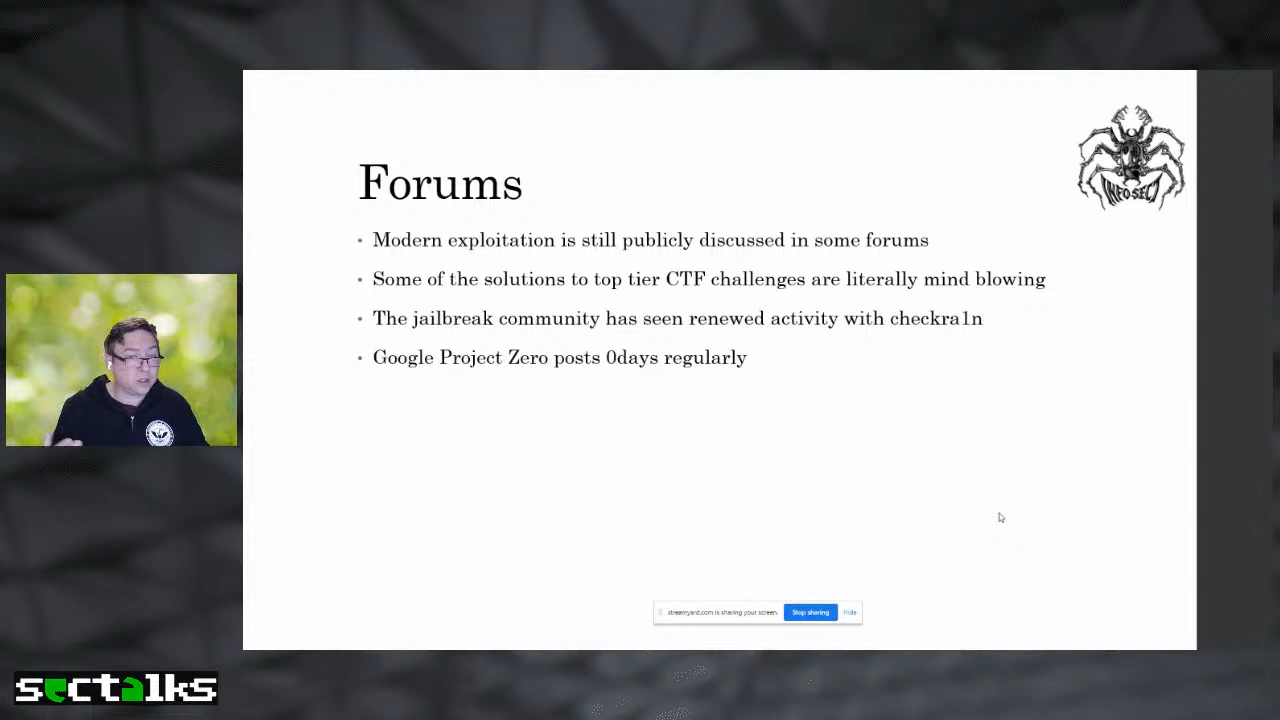 Forums
INFOSECT
• Modern exploitation is still publicly discussed in some forums
• Some of the solutions to top tier CTF challenges are literally mind blowing
• The jailbreak community has seen renewed activity with checkra1n
• Google Project Zero posts 0days regularly
streamyard.com is sharing your screen. Stop sharing Hide
sectalks